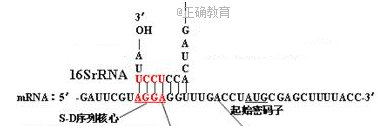 @正确教育
3′
OH
G
A
U
C
A
A
U
16SrRNA
UUCCUCCA
mRNA：5′ -GAUUCGUAGGAGGUUUGACCUAUGCGAGCUUUUACC-3′
S-D序列核心
起始密码子